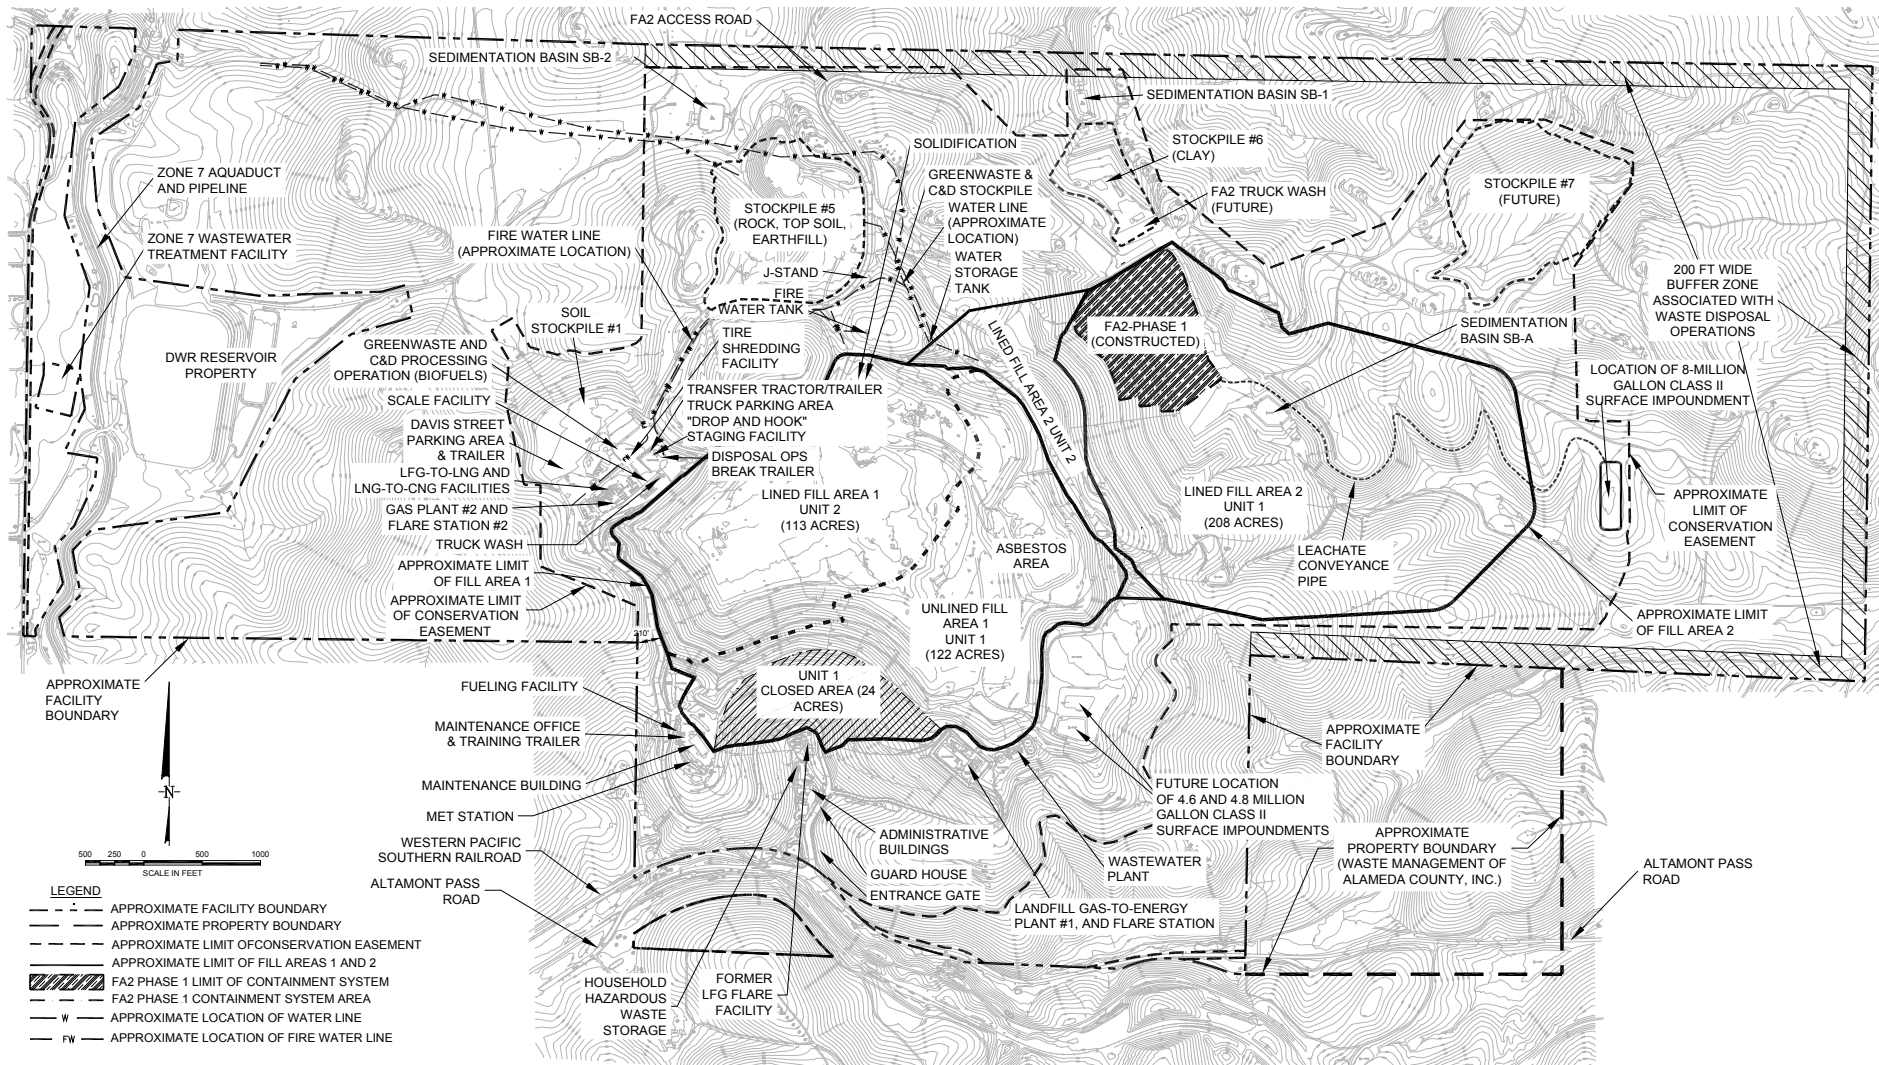 FA2 ACCESS ROAD
SEDIMENTATION BASIN SB-2
SEDIMENTATION BASIN SB-1
SOLIDIFICATION
STOCKPILE #6
(CLAY)
ZONE 7 AQUADUCT
AND PIPELINE
GREENWASTE &
C&D STOCKPILE
WATER LINE
(APPROXIMATE
LOCATION)
FA2 TRUCK WASH
(FUTURE)
STOCKPILE #7
(FUTURE)
STOCKPILE #5
(ROCK, TOP SOIL,
EARTHFILL)
ZONE 7 WASTEWATER
TREATMENT FACILITY
FIRE WATER LINE
(APPROXIMATE LOCATION)
WATER
STORAGE
TANK
J-STAND
FIRE
WATER TANK
200 FT WIDE
BUFFER ZONE
ASSOCIATED WITH
WASTE DISPOSAL
OPERATIONS
SOIL
STOCKPILE #1
TIRE
SHREDDING
FACILITY
LINED FILL AREA 2 UNIT 2
FA2-PHASE 1
(CONSTRUCTED)
SEDIMENTATION
BASIN SB-A
DWR RESERVOIR
PROPERTY
GREENWASTE AND
C&D PROCESSING
OPERATION (BIOFUELS)
LOCATION OF 8-MILLION
GALLON CLASS II
SURFACE IMPOUNDMENT
SCALE FACILITY
TRANSFER TRACTOR/TRAILER
TRUCK PARKING AREA
"DROP AND HOOK"
STAGING FACILITY
DAVIS STREET
PARKING AREA
& TRAILER
DISPOSAL OPS
BREAK TRAILER
LFG-TO-LNG AND
LNG-TO-CNG FACILITIES
LINED FILL AREA 1
UNIT 2
(113 ACRES)
LINED FILL AREA 2
UNIT 1
(208 ACRES)
GAS PLANT #2 AND
FLARE STATION #2
APPROXIMATE
LIMIT OF
CONSERVATION
EASEMENT
TRUCK WASH
ASBESTOS
AREA
LEACHATE
CONVEYANCE
PIPE
APPROXIMATE LIMIT
OF FILL AREA 1
APPROXIMATE LIMIT
OF CONSERVATION
EASEMENT
UNLINED FILL
AREA 1
UNIT 1
(122 ACRES)
APPROXIMATE LIMIT
OF FILL AREA 2
210'
APPROXIMATE
FACILITY
BOUNDARY
UNIT 1
CLOSED AREA (24
ACRES)
FUELING FACILITY
MAINTENANCE OFFICE
& TRAINING TRAILER
APPROXIMATE
FACILITY
BOUNDARY
MAINTENANCE BUILDING
FUTURE LOCATION
OF 4.6 AND 4.8 MILLION
GALLON CLASS II
SURFACE IMPOUNDMENTS
N
MET STATION
WESTERN PACIFIC
SOUTHERN RAILROAD
ADMINISTRATIVE
BUILDINGS
APPROXIMATE
PROPERTY BOUNDARY
(WASTE MANAGEMENT OF
ALAMEDA COUNTY, INC.)
WASTEWATER
PLANT
ALTAMONT PASS
ROAD
GUARD HOUSE
ALTAMONT PASS
ROAD
ENTRANCE GATE
LANDFILL GAS-TO-ENERGY
PLANT #1, AND FLARE STATION
500 250 0 500 1000
SCALE IN FEET
LEGEND
APPROXIMATE FACILITY BOUNDARY
APPROXIMATE PROPERTY BOUNDARY
APPROXIMATE LIMIT OFCONSERVATION EASEMENT
APPROXIMATE LIMIT OF FILL AREAS 1 AND 2
FA2 PHASE 1 LIMIT OF CONTAINMENT SYSTEM
FA2 PHASE 1 CONTAINMENT SYSTEM AREA
W APPROXIMATE LOCATION OF WATER LINE
FW APPROXIMATE LOCATION OF FIRE WATER LINE
HOUSEHOLD
HAZARDOUS
WASTE
STORAGE
FORMER
LFG FLARE
FACILITY